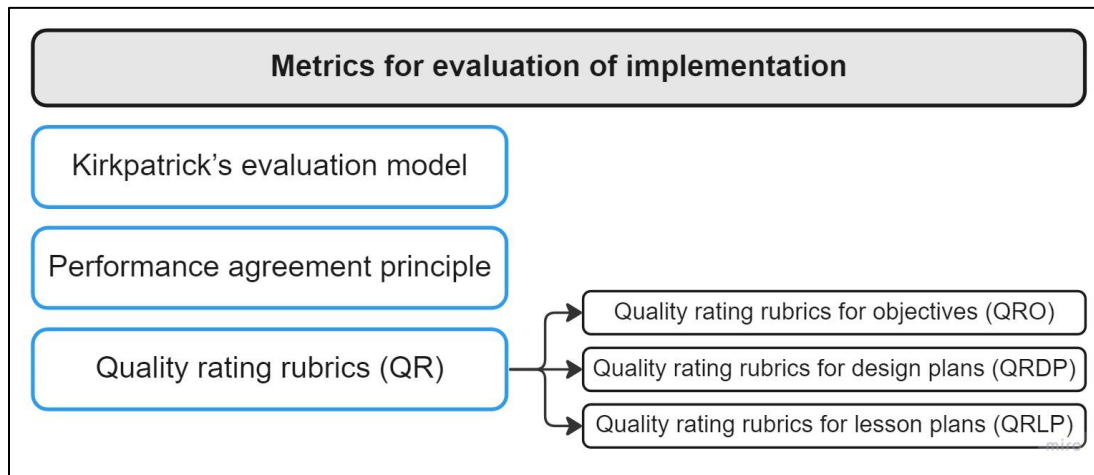 Metrics for evaluation of implementation
Kirkpatrick’s evaluation model
Performance agreement principle
Quality rating rubrics (QR)
Quality rating rubrics for objectives (QRO)
Quality rating rubrics for design plans (QRDP)
Quality rating rubrics for lesson plans (QRLP)
miro